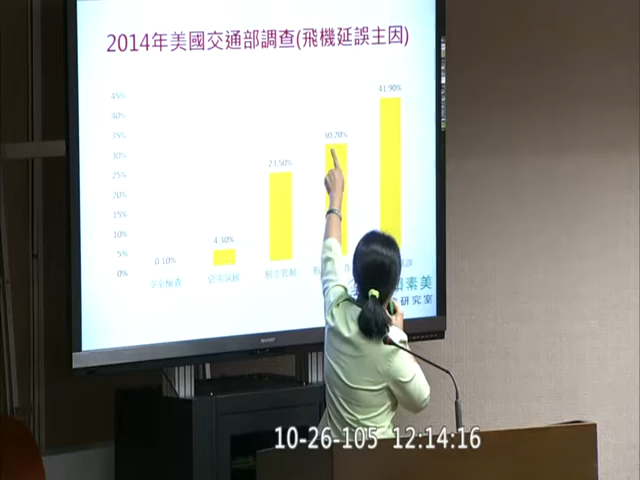 2014年美國交通部調查(飛機延誤主因)
45%
40%
35%
30%
25%
20%
15%
10%
5%
0%
0.10%
4.30%
23.50%
30.20%
41.90%
安全檢查
惡劣氣候
航空管制
素美
研究室
SHARP
10-26-105 12:14:16